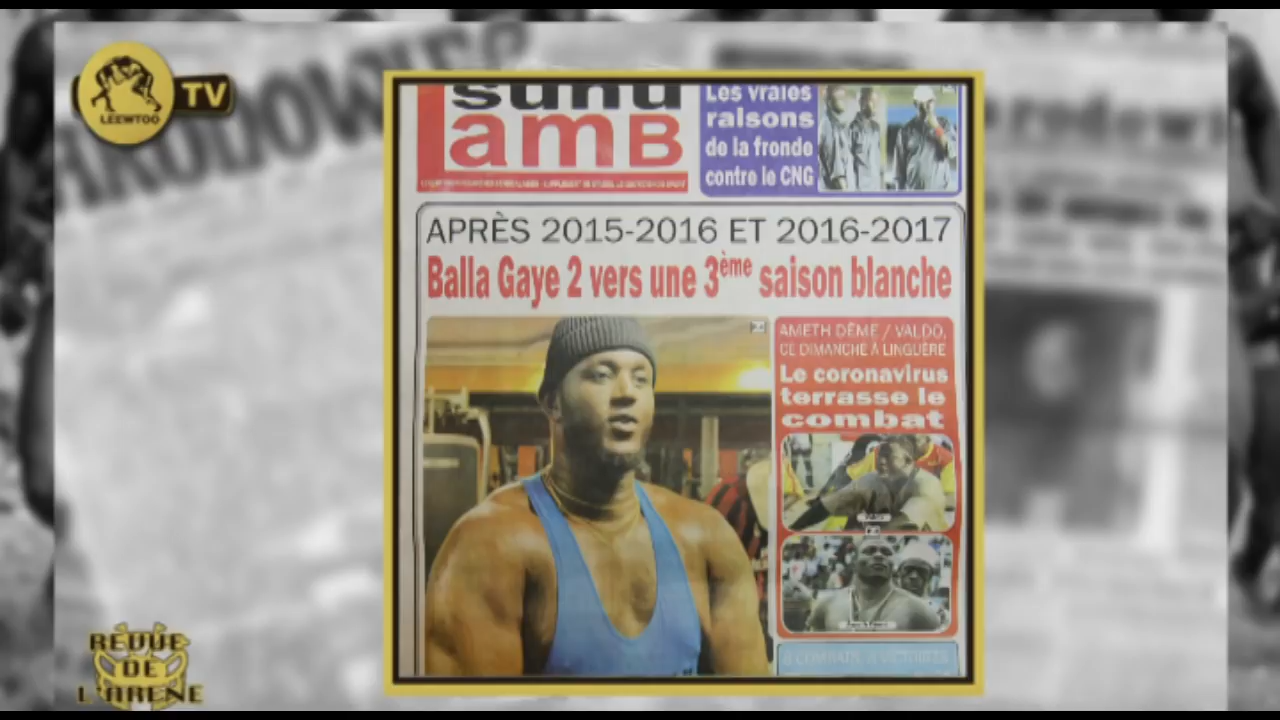 LEEWTOO
TV
sunu
Lamb
Les vraies
raisons
de la fronde
contre le CNG
APRÈS 2015-2016 ET 2016-2017
Balla Gaye 2 vers une 3ème saison blanche
AMETH DÈME / VALDO,
CE DIMANCHE À LINGUÈRE
Le coronavirus
terrasse le
combat
REVUE
DE
L'ARENE